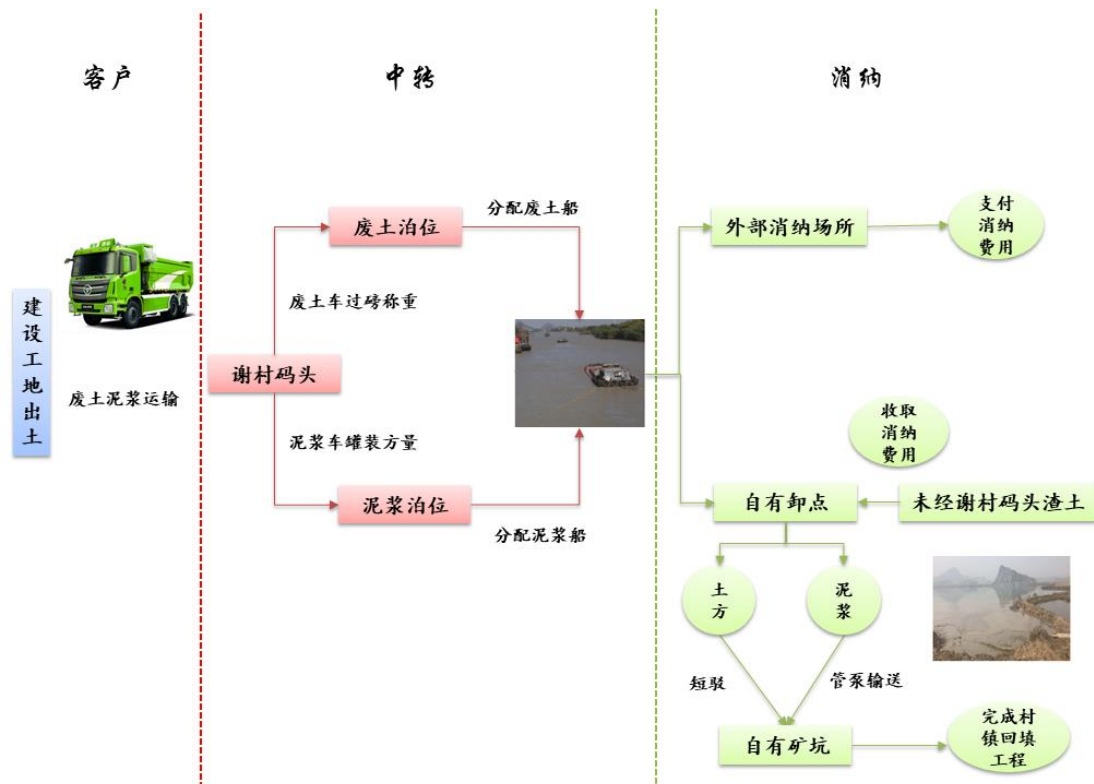 客户
中转
消纳
建设工地出土
废土泥浆运输
谢村码头
废土车过磅称重
泥浆车罐装方量
废土泊位
泥浆泊位
分配废土船
分配泥浆船
外部消纳场所
支付
消纳
费用
收取
消纳
费用
自有卸点
未经谢村码头渣土
土
方
泥
浆
短驳
管泵输送
自有矿坑
完成村
镇回填
工程